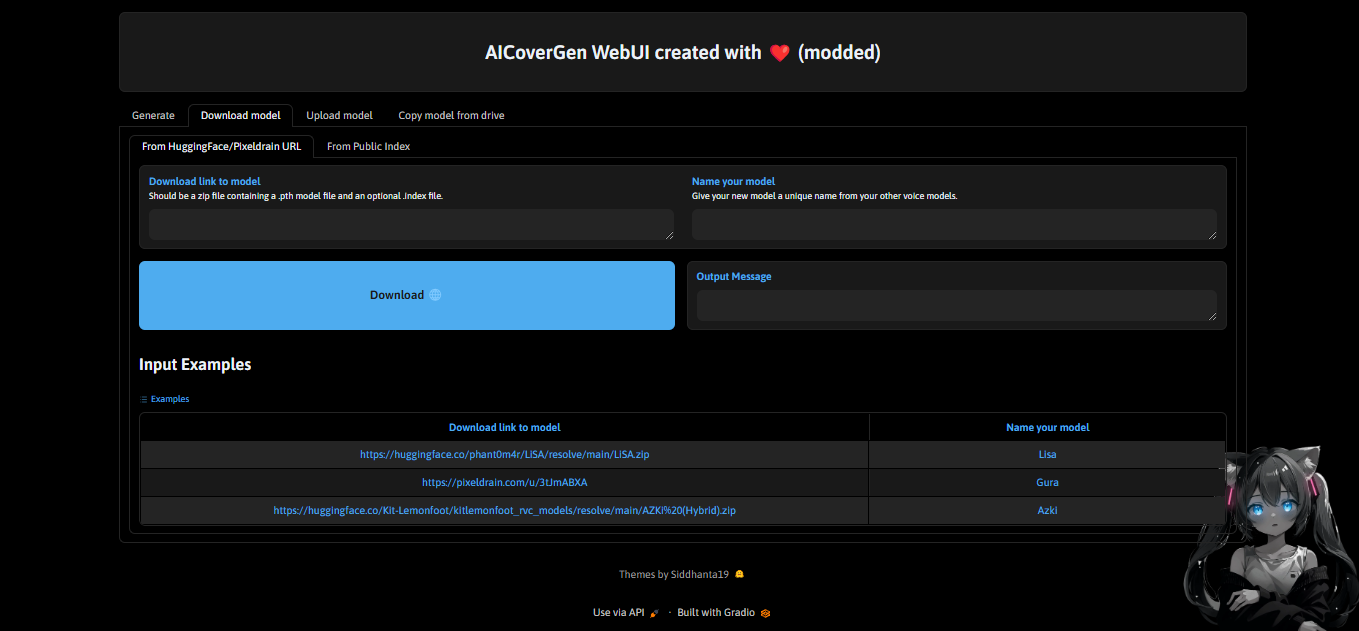 AICoverGen WebUI created with ❤️ (modded)
Generate Download model Upload model Copy model from drive
From HuggingFace/Pixeldrain URL From Public Index
Download link to model
Should be a zip file containing a .pth model file and an optional .index file.
Name your model
Give your new model a unique name from your other voice models.
Download 🌐
Output Message
Input Examples
Examples
Download link to model Name your model
https://huggingface.co/phant0m4r/LiSA/resolve/main/LiSA.zip Lisa
https://pixeldrain.com/u/3tJmABXA Gura
https://huggingface.co/Kit-Lemonfoot/kitlemonfoot_rvc_models/resolve/main/AZKi%20(Hybrid).zip Azki
Themes by Siddhanta19 🤗
Use via API 🚀 · Built with Gradio